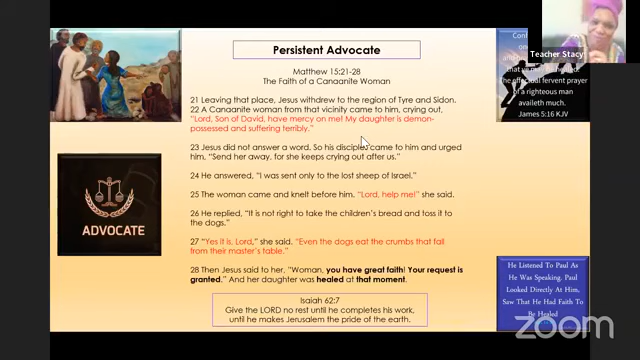 Persistent Advocate
Matthew 15:21-28
The Faith of a Canaanite Woman
21 Leaving that place, Jesus withdrew to the region of Tyre and Sidon.
22 A Canaanite woman from that vicinity came to him, crying out,
"Lord, Son of David, have mercy on me! My daughter is demon-
possessed and suffering terribly."
23 Jesus did not answer a word. So his disciples came to him and urged
him, "Send her away, for she keeps crying out after us."
24 He answered, "I was sent only to the lost sheep of Israel."
25 The woman came and knelt before him. "Lord, help me!" she said.
26 He replied, "It is not right to take the children's bread and toss it to
the dogs."
27 "Yes it is, Lord," she said. "Even the dogs eat the crumbs that fall
from their master's table."
28 Then Jesus said to her, "Woman, you have great faith! Your request is
granted." And her daughter was healed at that moment.
Isaiah 62:7
Give the LORD no rest until he completes his work,
until he makes Jerusalem the pride of the earth.
ADVOCATE
Teacher Stacy
The effectual fervent prayer
of a righteous man
availeth much.
James 5:16 KJV
He Listened To Paul As
He Was Speaking. Paul
Looked Directly At Him,
Saw That He Had Faith To
Be Healed
zoom